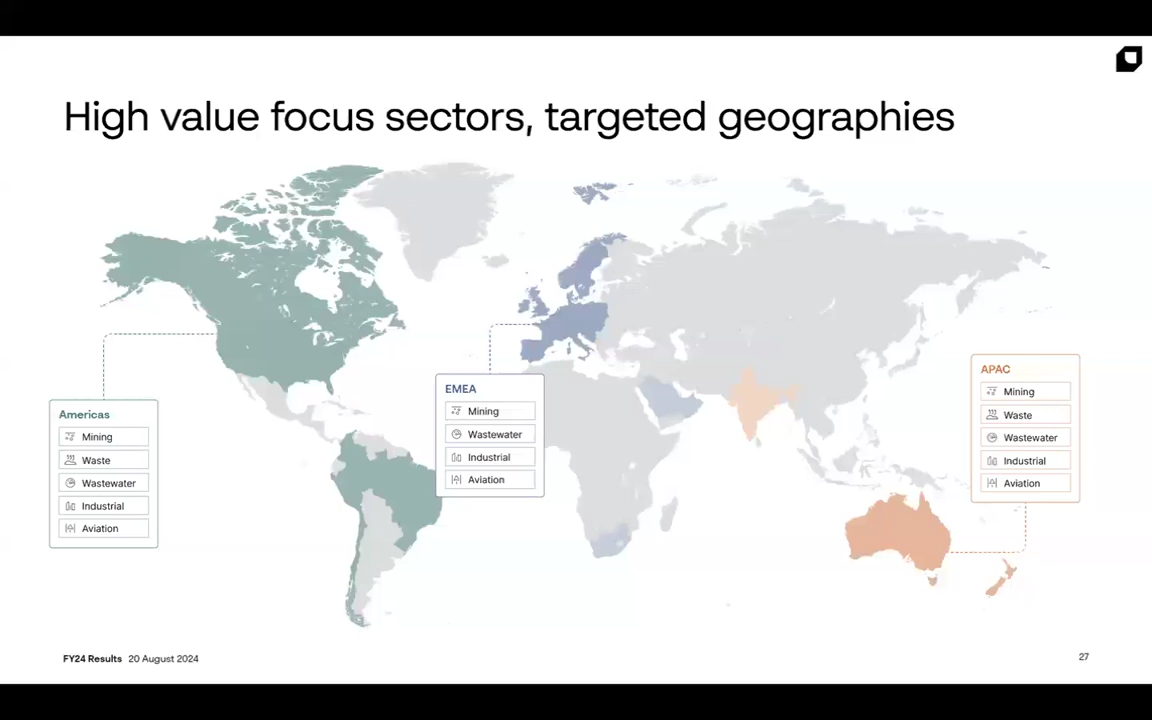 High value focus sectors, targeted geographies
Americas
Mining
Waste
Wastewater
Industrial
Aviation
EMEA
Mining
Wastewater
Industrial
Aviation
APAC
Mining
Waste
Wastewater
Industrial
Aviation
FY24 Results 20 August 2024
27